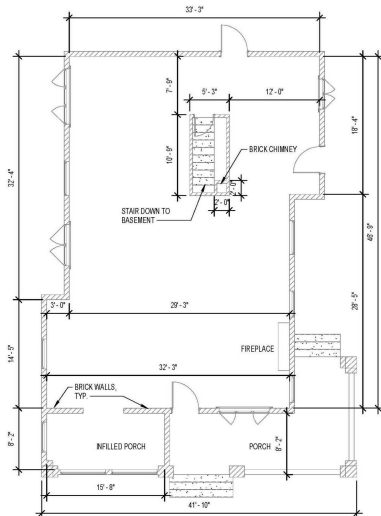 33' - 3"
7' - 9"
5' - 3"
12' - 0"
18' - 4"
10' - 9"
BRICK CHIMNEY
2' - 0"
2' - 0"
STAIR DOWN TO
BASEMENT
32' - 4"
46' - 9"
28' - 5"
3' - 0"
29' - 3"
FIREPLACE
14' - 5"
32' - 3"
BRICK WALLS,
TYP.
8' - 2"
INFILLED PORCH
PORCH
8' - 2"
15' - 8"
41' - 10"